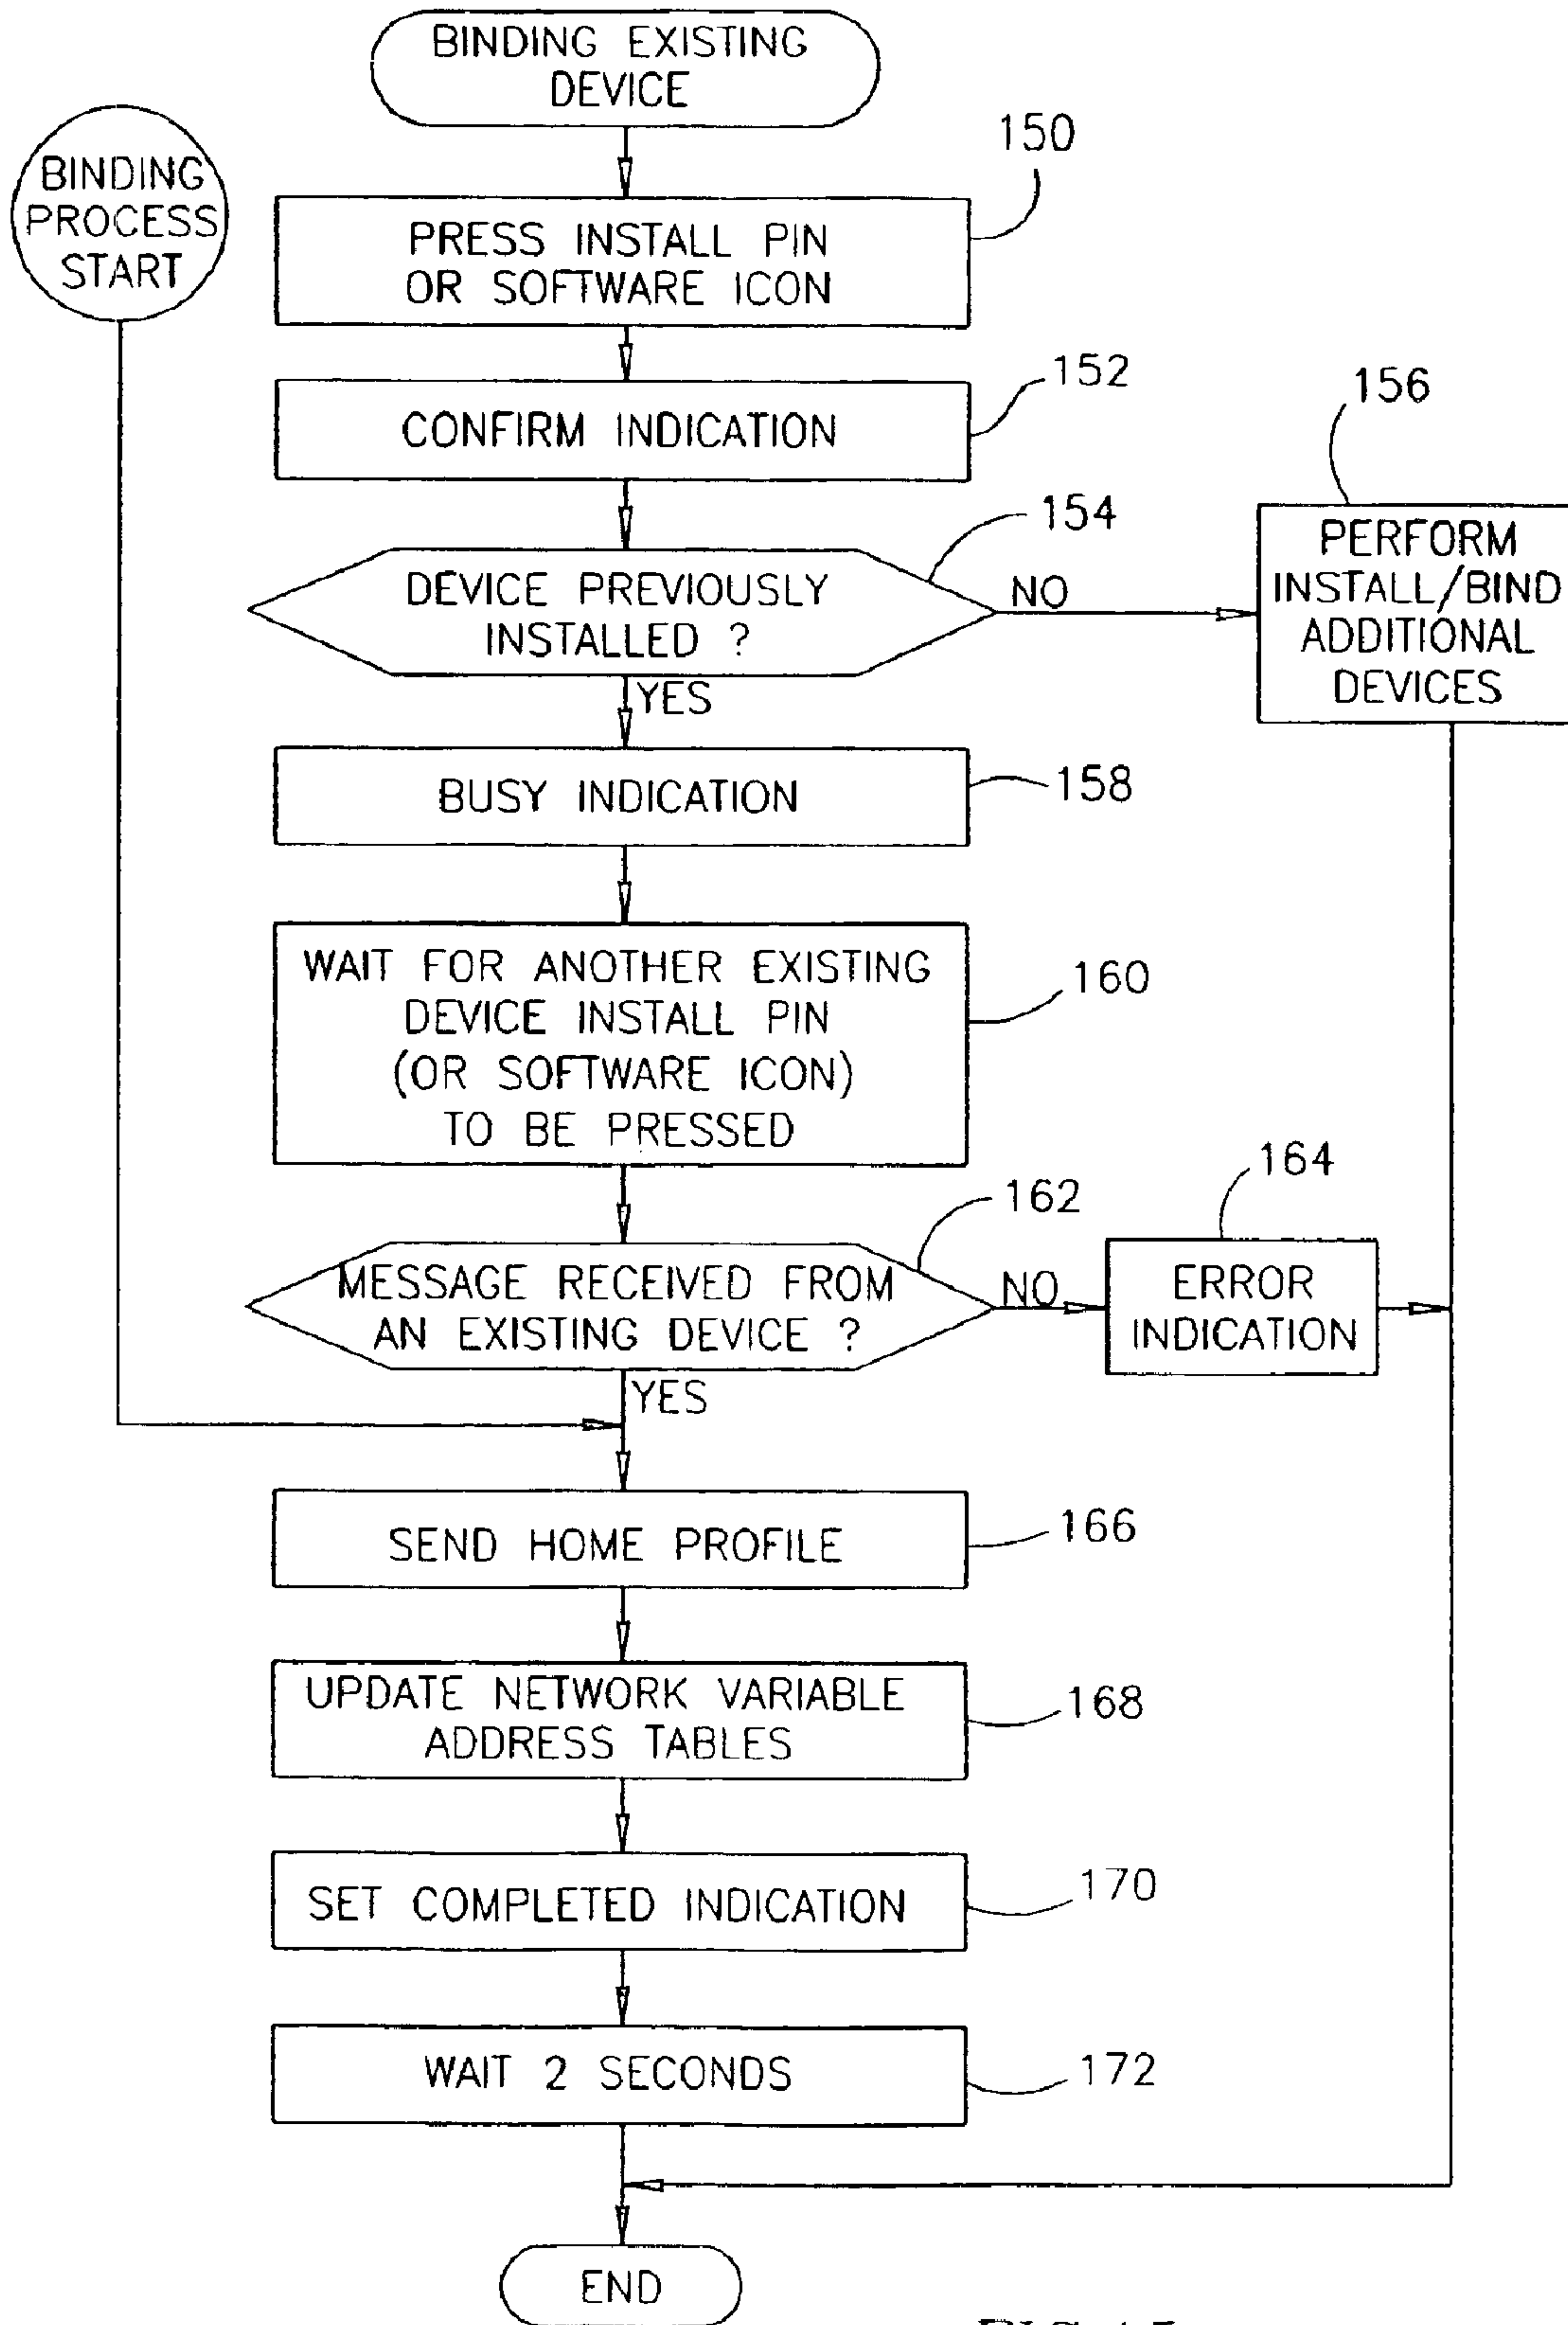 BINDING EXISTING
DEVICE
BINDING
PROCESS
START
150
PRESS INSTALL PIN
OR SOFTWARE ICON
152
CONFIRM INDICATION
156
154
DEVICE PREVIOUSLY
INSTALLED ?
NO
PERFORM
INSTALL/BIND
ADDITIONAL
DEVICES
YES
BUSY INDICATION
158
WAIT FOR ANOTHER EXISTING
DEVICE INSTALL PIN
(OR SOFTWARE ICON)
TO BE PRESSED
160
162
164
MESSAGE RECEIVED FROM
AN EXISTING DEVICE ?
NO
ERROR
INDICATION
YES
SEND HOME PROFILE
166
UPDATE NETWORK VARIABLE
ADDRESS TABLES
168
SET COMPLETED INDICATION
170
WAIT 2 SECONDS
172
END